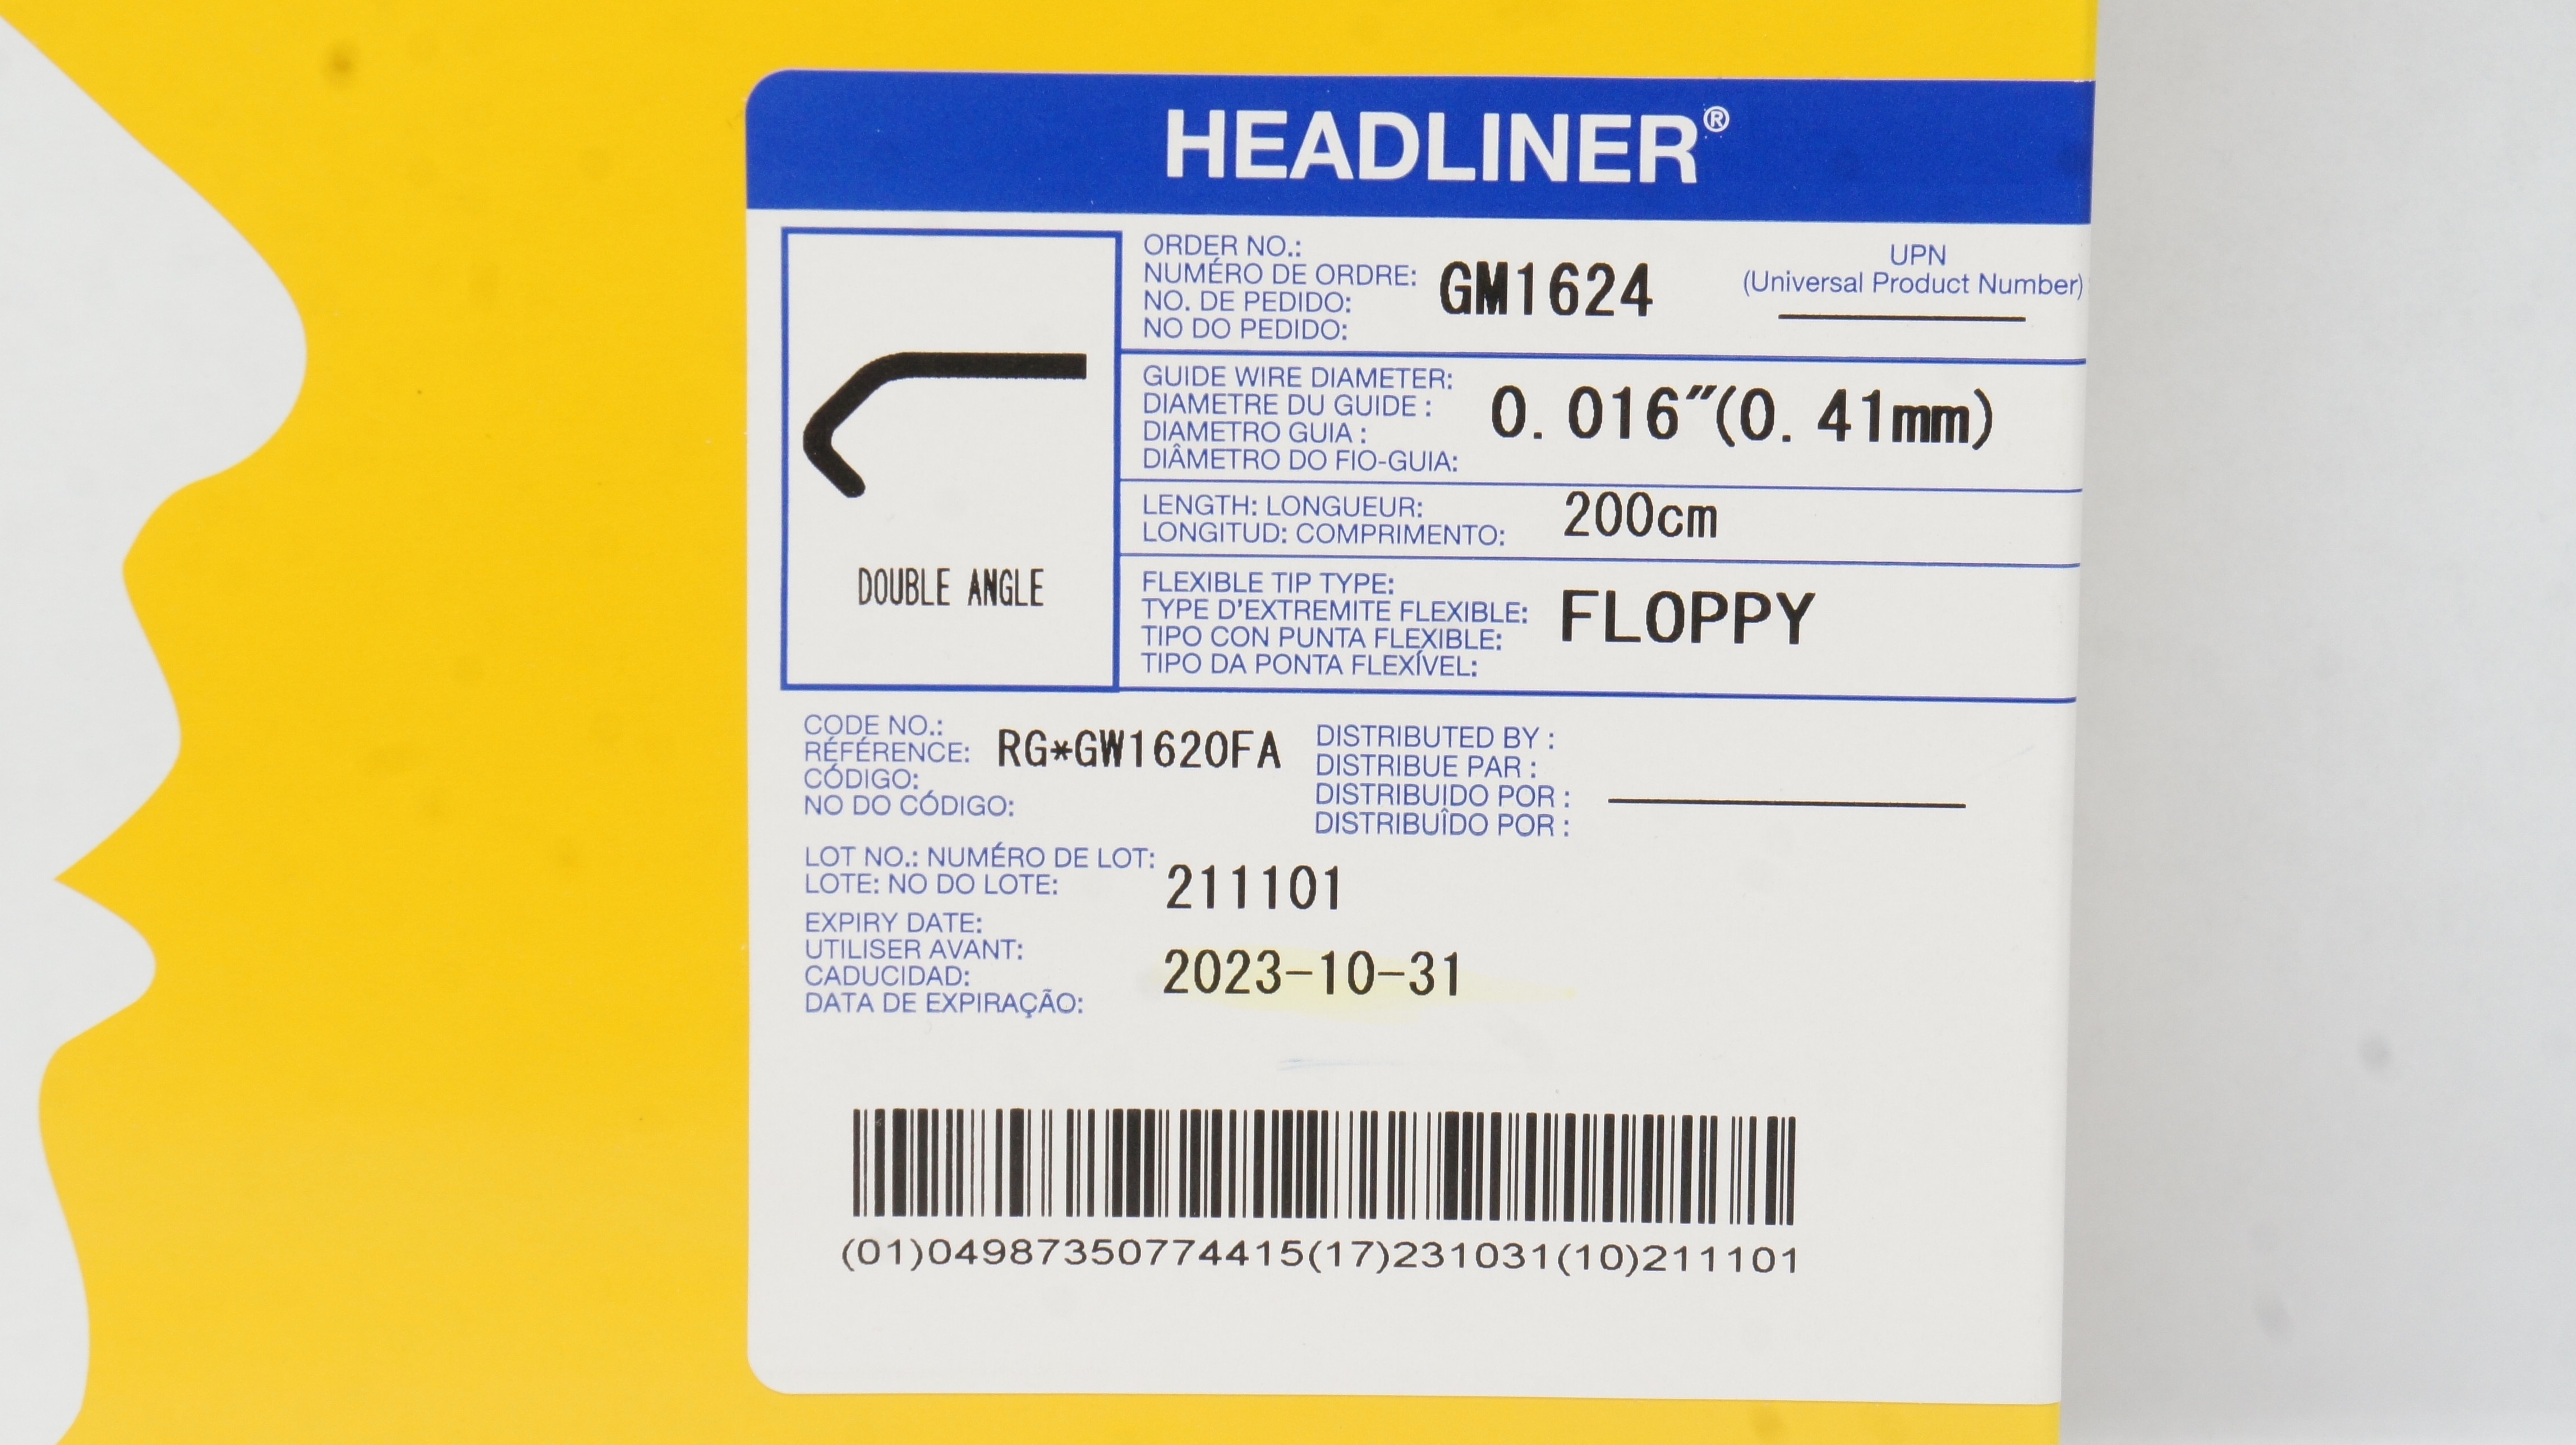 HEADLINER®
ORDER NO.:
NUMÉRO DE ORDRE:
NO. DE PEDIDO:
NO DO PEDIDO:
GM1624
UPN
(Universal Product Number)
GUIDE WIRE DIAMETER:
DIAMETRE DU GUIDE :
DIAMETRO GUIA :
DIÂMETRO DO FIO-GUIA:
0.016″(0.41mm)
LENGTH: LONGUEUR:
LONGITUD: COMPRIMENTO:
200cm
DOUBLE ANGLE
FLEXIBLE TIP TYPE:
TYPE D'EXTREMITE FLEXIBLE:
TIPO CON PUNTA FLEXIBLE:
TIPO DA PONTA FLEXÍVEL:
FLOPPY
CODE NO.:
RÉFÉRENCE:
CÓDIGO:
NO DO CÓDIGO:
RG*GW1620FA
DISTRIBUTED BY :
DISTRIBUE PAR :
DISTRIBUIDO POR :
DISTRIBUÎDO POR :
LOT NO.: NUMÉRO DE LOT:
LOTE: NO DO LOTE:
211101
EXPIRY DATE:
UTILISER AVANT:
CADUCIDAD:
DATA DE EXPIRAÇÃO:
2023-10-31
(01)04987350774415(17)231031(10)211101